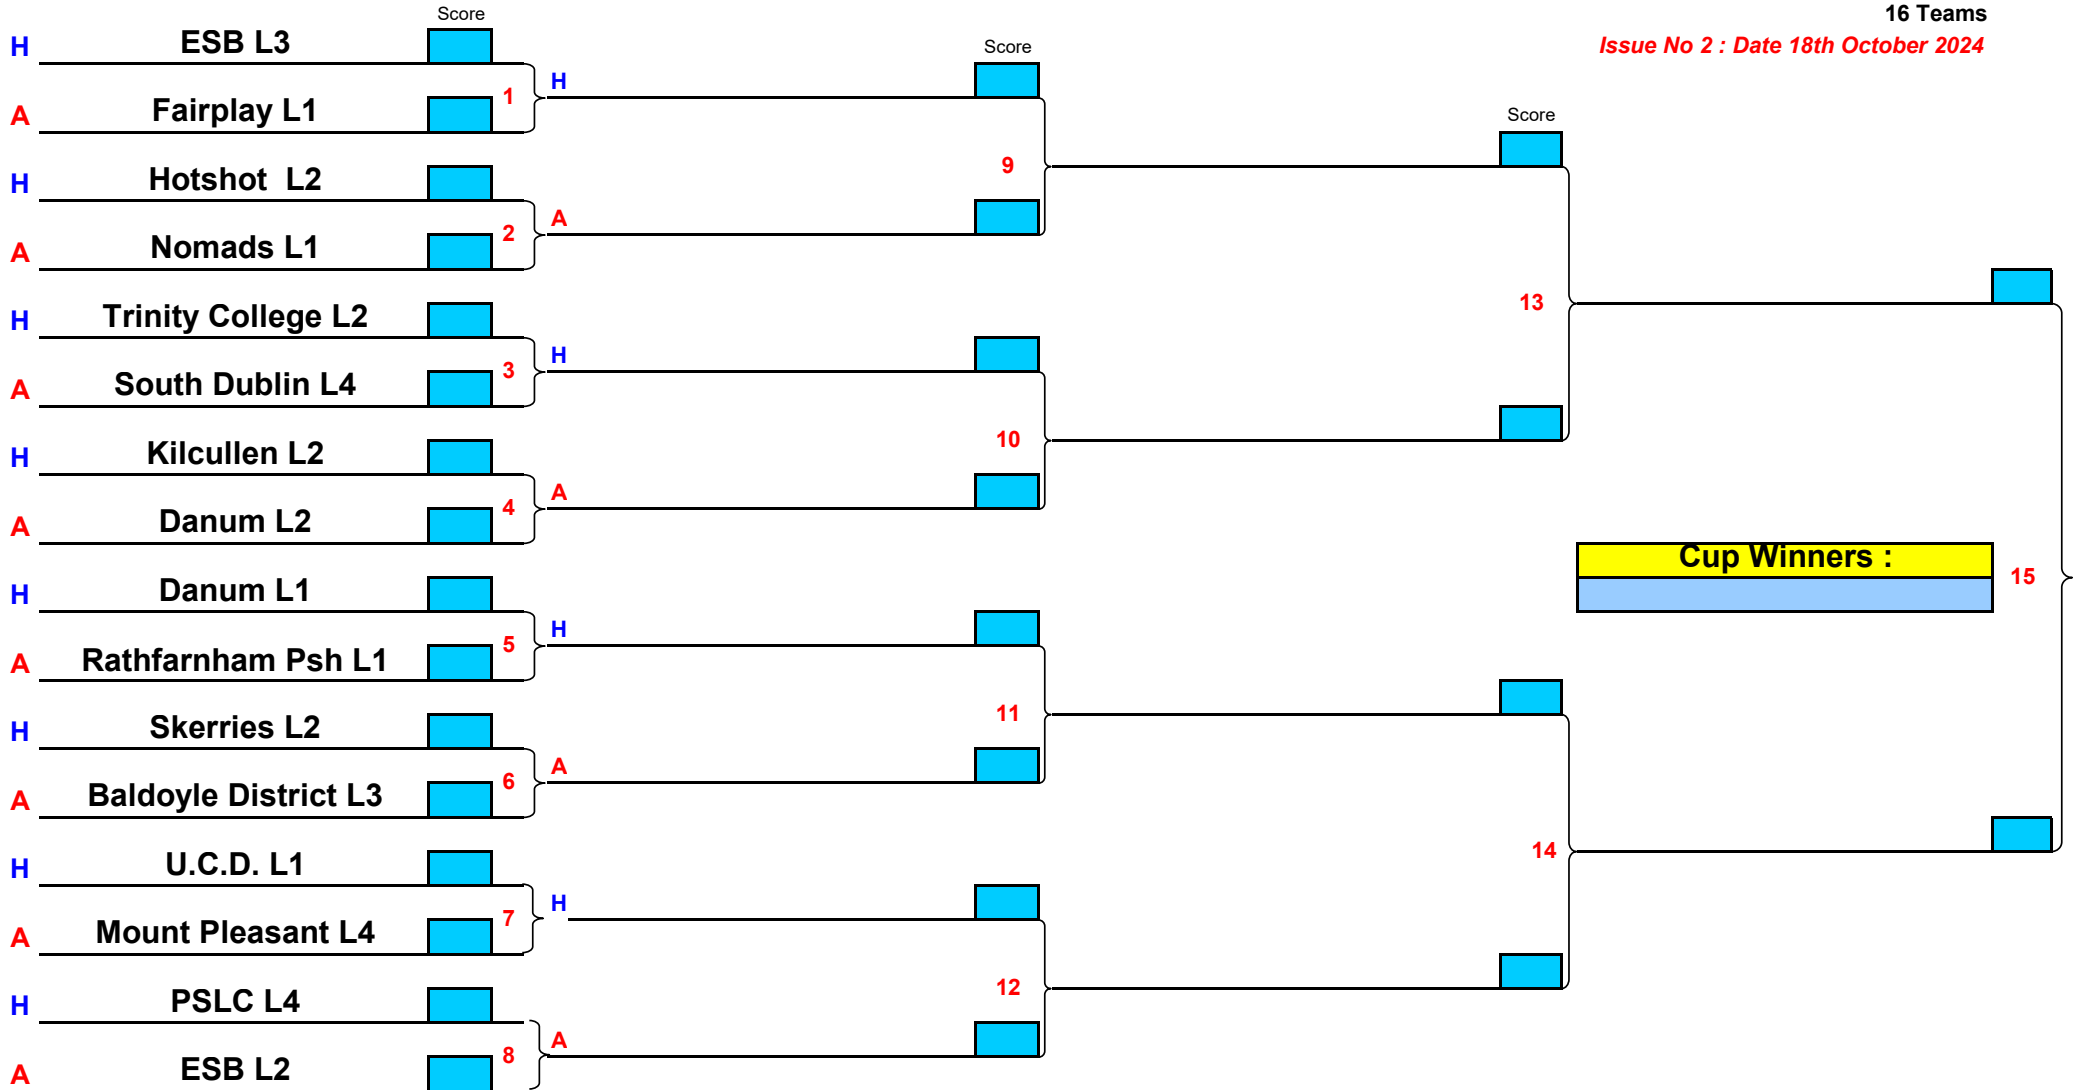 Score
16 Teams
H ESB L3
Score
Issue No 2 : Date 18th October 2024
1 H
A Fairplay L1
Score
H Hotshot  L2
9
2 A
A Nomads L1
13
H Trinity College L2
3 H
A South Dublin L4
10
H Kilcullen L2
4 A
A Danum L2
Cup Winners :
15
H Danum L1
5 H
A Rathfarnham Psh L1
11
H Skerries L2
6 A
A Baldoyle District L3
14
H U.C.D. L1
7 H
A Mount Pleasant L4
12
H PSLC L4
8 A
A ESB L2